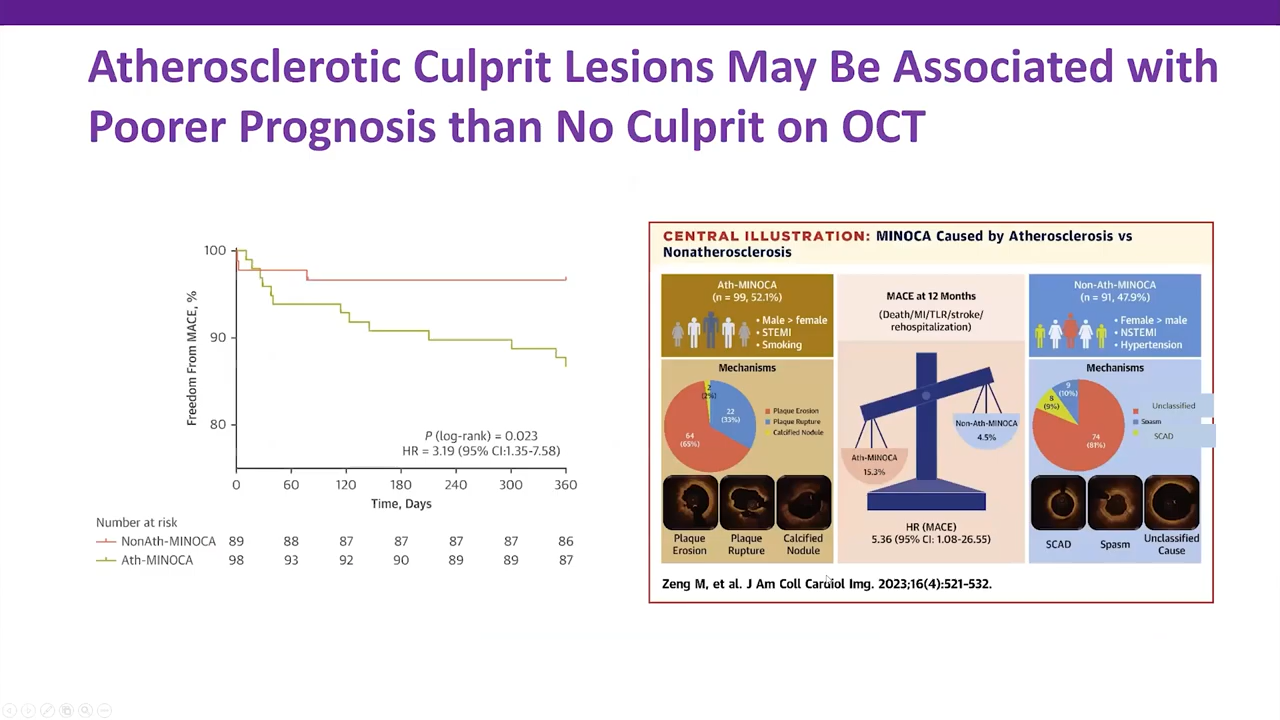 Atherosclerotic Culprit Lesions May Be Associated with
Poorer Prognosis than No Culprit on OCT
Freedom From MACE, %
100
90
80
P (log-rank) = 0.023
HR = 3.19 (95% CI:1.35-7.58)
0 60 120 180 240 300 360
Time, Days
Number at risk
NonAth-MINOCA 89 88 87 87 87 87 86
Ath-MINOCA 98 93 92 90 89 89 87
CENTRAL ILLUSTRATION: MINOCA Caused by Atherosclerosis vs
Nonatherosclerosis
Ath-MINOCA
(n = 99, 52.1%)
• Male > female
• STEMI
• Smoking
Mechanisms
2
(2%)
22
(33%)
64
(65%)
Plaque Erosion
Plaque Rupture
Calcified Nodule
Plaque
Erosion
Plaque
Rupture
Calcified
Nodule
MACE at 12 Months
(Death/MI/TLR/stroke/
rehospitalization)
Non-Ath-MINOCA
4.5%
Ath-MINOCA
15.3%
HR (MACE)
5.36 (95% CI: 1.08-26.55)
Non-Ath-MINOCA
(n = 91, 47.9%)
• Female > male
• NSTEMI
• Hypertension
Mechanisms
9
(10%)
8
(9%)
74
(81%)
Unclassified
Spasm
SCAD
SCAD
Spasm
Unclassified
Cause
Zeng M, et al. J Am Coll Cardiol Img. 2023;16(4):521-532.